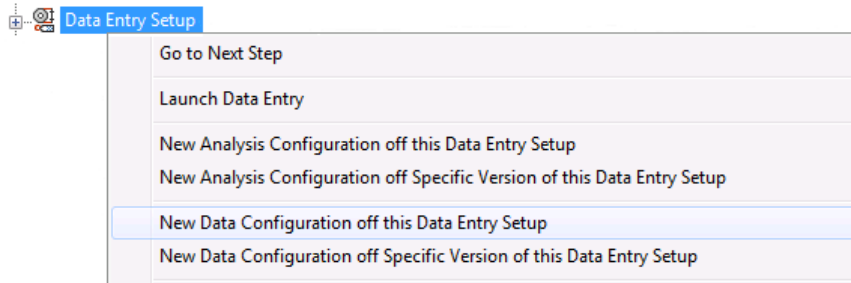 Data Entry Setup
Go to Next Step
Launch Data Entry
New Analysis Configuration off this Data Entry Setup
New Analysis Configuration off Specific Version of this Data Entry Setup
New Data Configuration off this Data Entry Setup
New Data Configuration off Specific Version of this Data Entry Setup